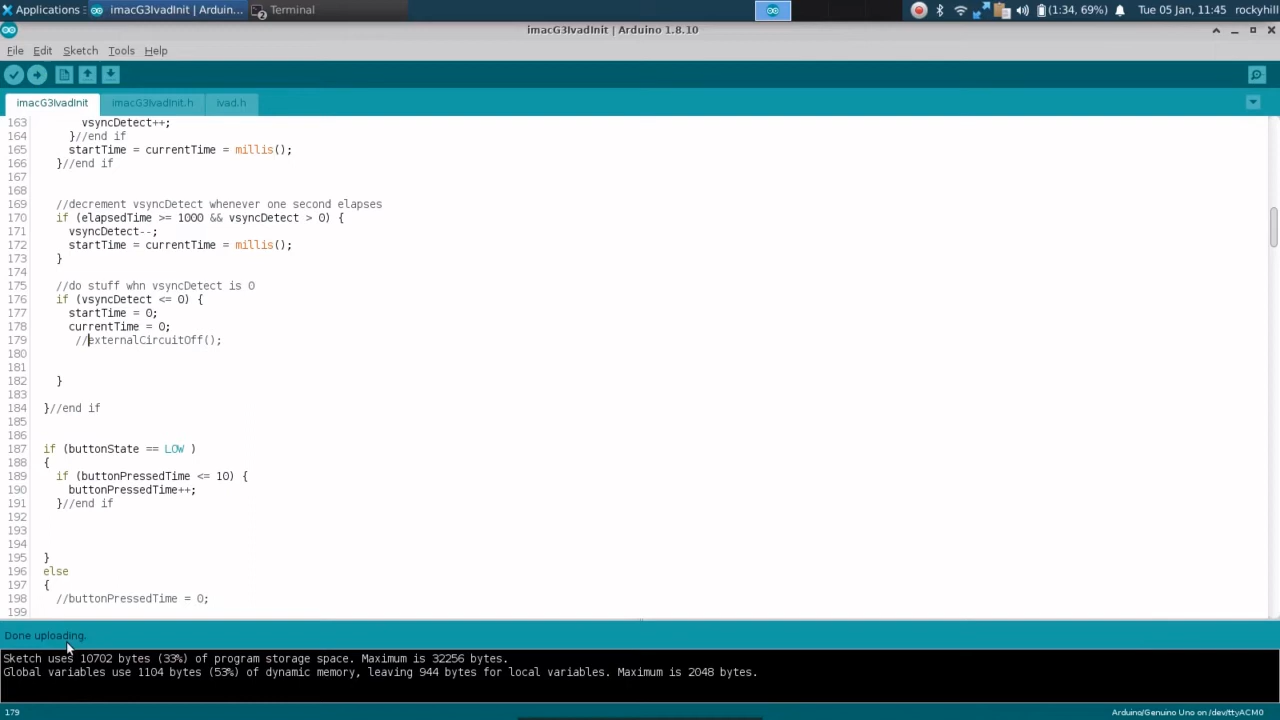 Applications
imacG3IvadInit | Arduin...
Terminal
2
(1:34, 69%)
Tue 05 Jan, 11:45
rockyhill
imacG3IvadInit | Arduino 1.8.10
File Edit Sketch Tools Help
imacG3IvadInit imacG3IvadInit.h ivad.h
163 vsyncDetect++;
164 }//end if
165 startTime = currentTime = millis();
166 }//end if
167
168
169 //decrement vsyncDetect whenever one second elapses
170 if (elapsedTime >= 1000 && vsyncDetect > 0) {
171 vsyncDetect--;
172 startTime = currentTime = millis();
173 }
174
175 //do stuff whn vsyncDetect is 0
176 if (vsyncDetect <= 0) {
177 startTime = 0;
178 currentTime = 0;
179 //externalCircuitOff();
180
181
182 }
183
184 }//end if
185
186
187 if (buttonState == LOW )
188 {
189 if (buttonPressedTime <= 10) {
190 buttonPressedTime++;
191 }//end if
192
193
194
195 }
196 else
197 {
198 //buttonPressedTime = 0;
199
Done uploading.
Sketch uses 10702 bytes (33%) of program storage space. Maximum is 32256 bytes.
Global variables use 1104 bytes (53%) of dynamic memory, leaving 944 bytes for local variables. Maximum is 2048 bytes.
179
Arduino/Genuino Uno on /dev/ttyACM0